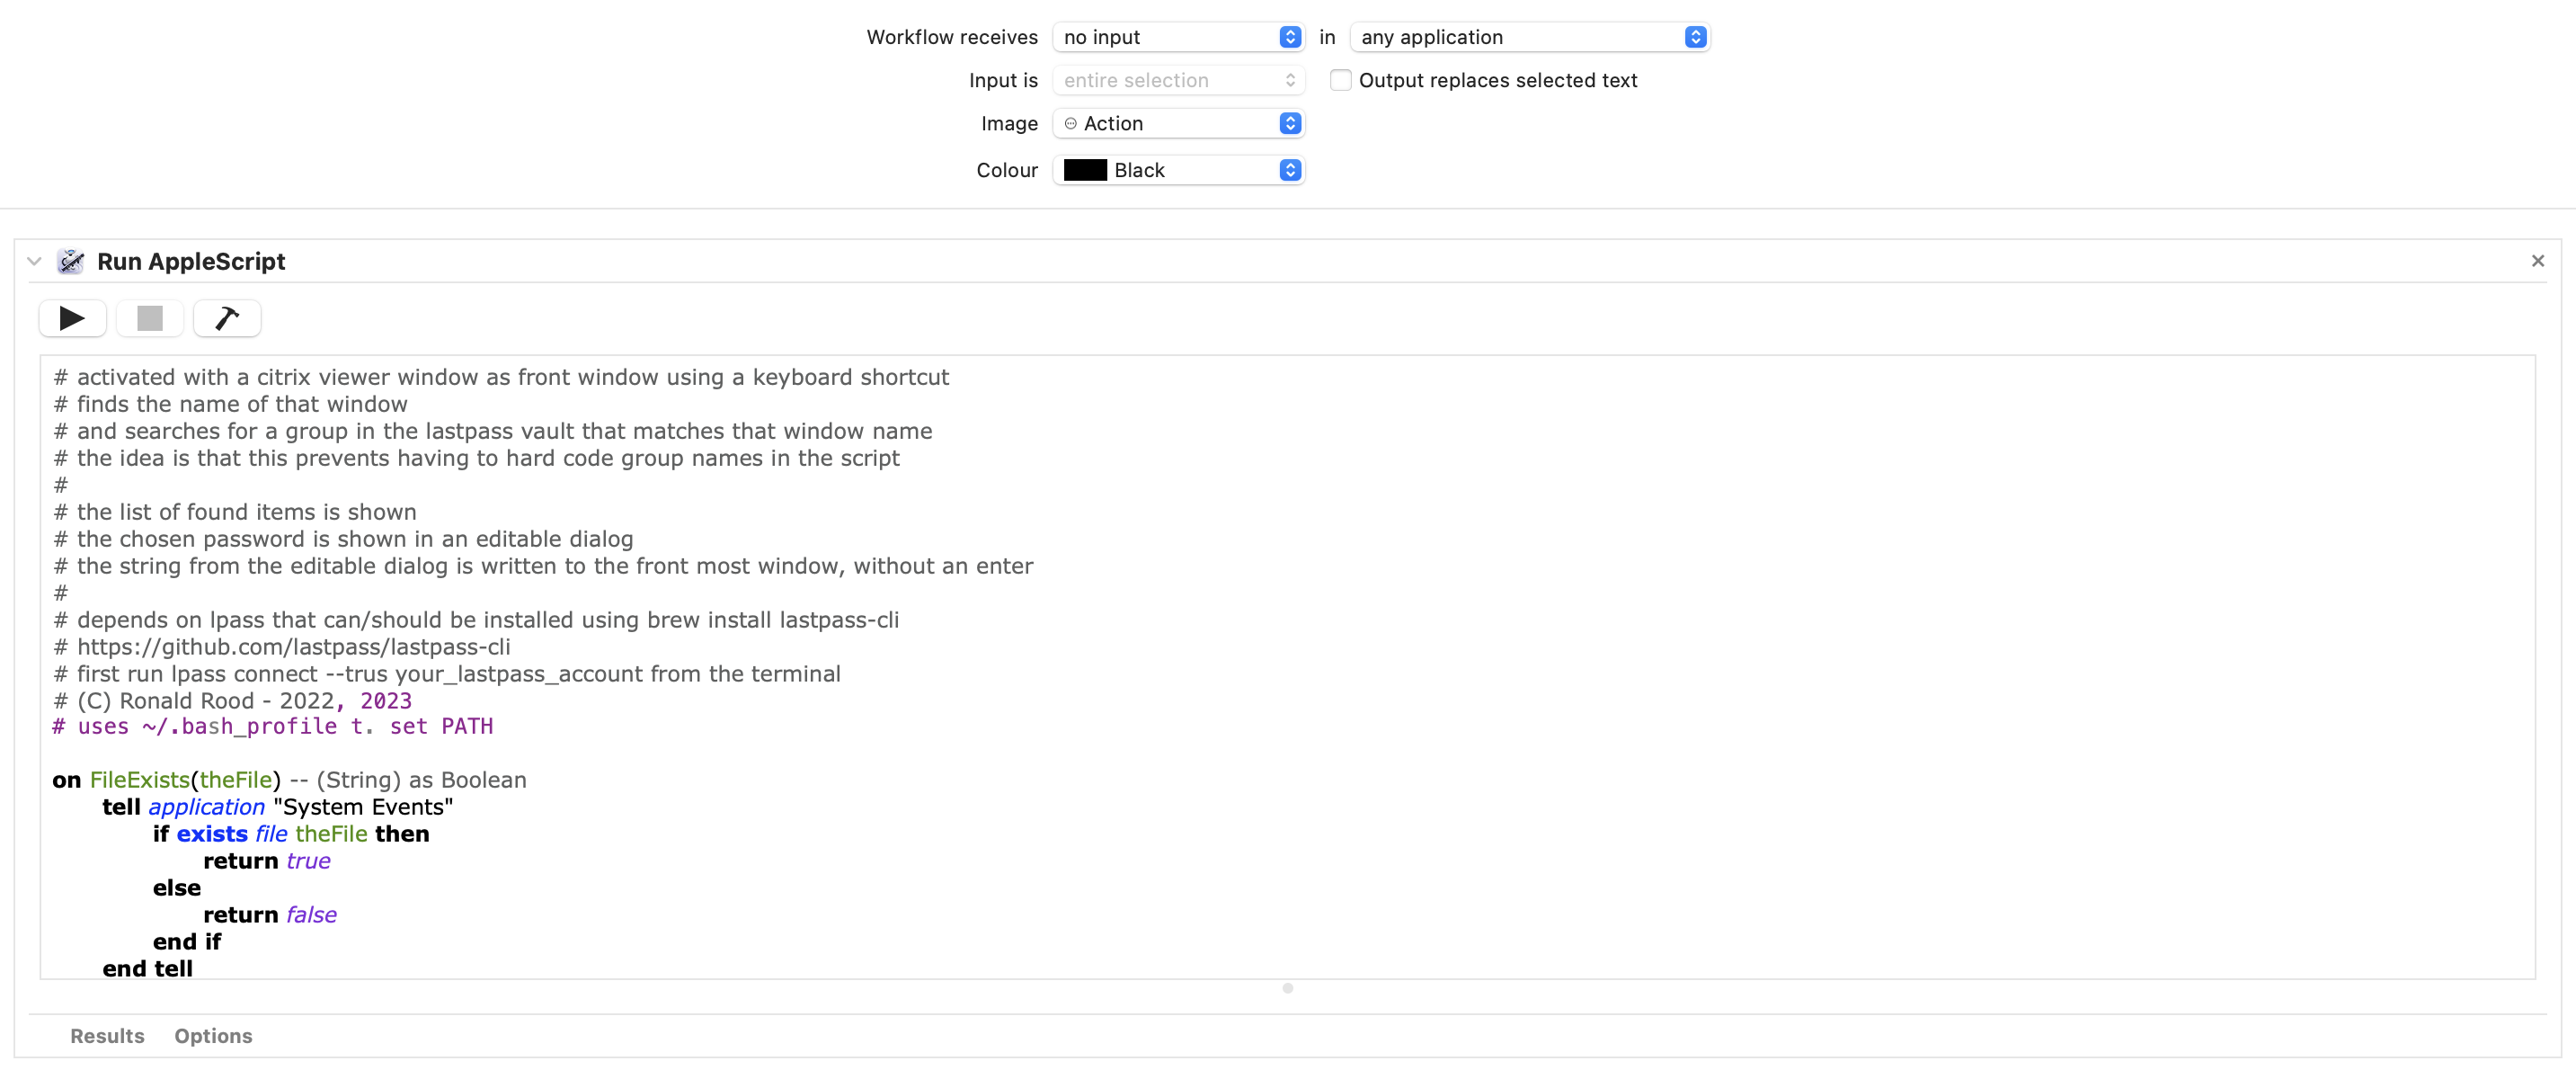 Workflow receives no input in any application
Input is entire selection Output replaces selected text
Image Action
Colour Black
Run AppleScript
# activated with a citrix viewer window as front window using a keyboard shortcut
# finds the name of that window
# and searches for a group in the lastpass vault that matches that window name
# the idea is that this prevents having to hard code group names in the script
#
# the list of found items is shown
# the chosen password is shown in an editable dialog
# the string from the editable dialog is written to the front most window, without an enter
#
# depends on lpass that can/should be installed using brew install lastpass-cli
# https://github.com/lastpass/lastpass-cli
# first run lpass connect --trus your_lastpass_account from the terminal
# (C) Ronald Rood - 2022, 2023
# uses ~/.bash_profile t. set PATH
on FileExists(theFile) -- (String) as Boolean
tell application "System Events"
if exists file theFile then
return true
else
return false
end if
end tell
Results Options